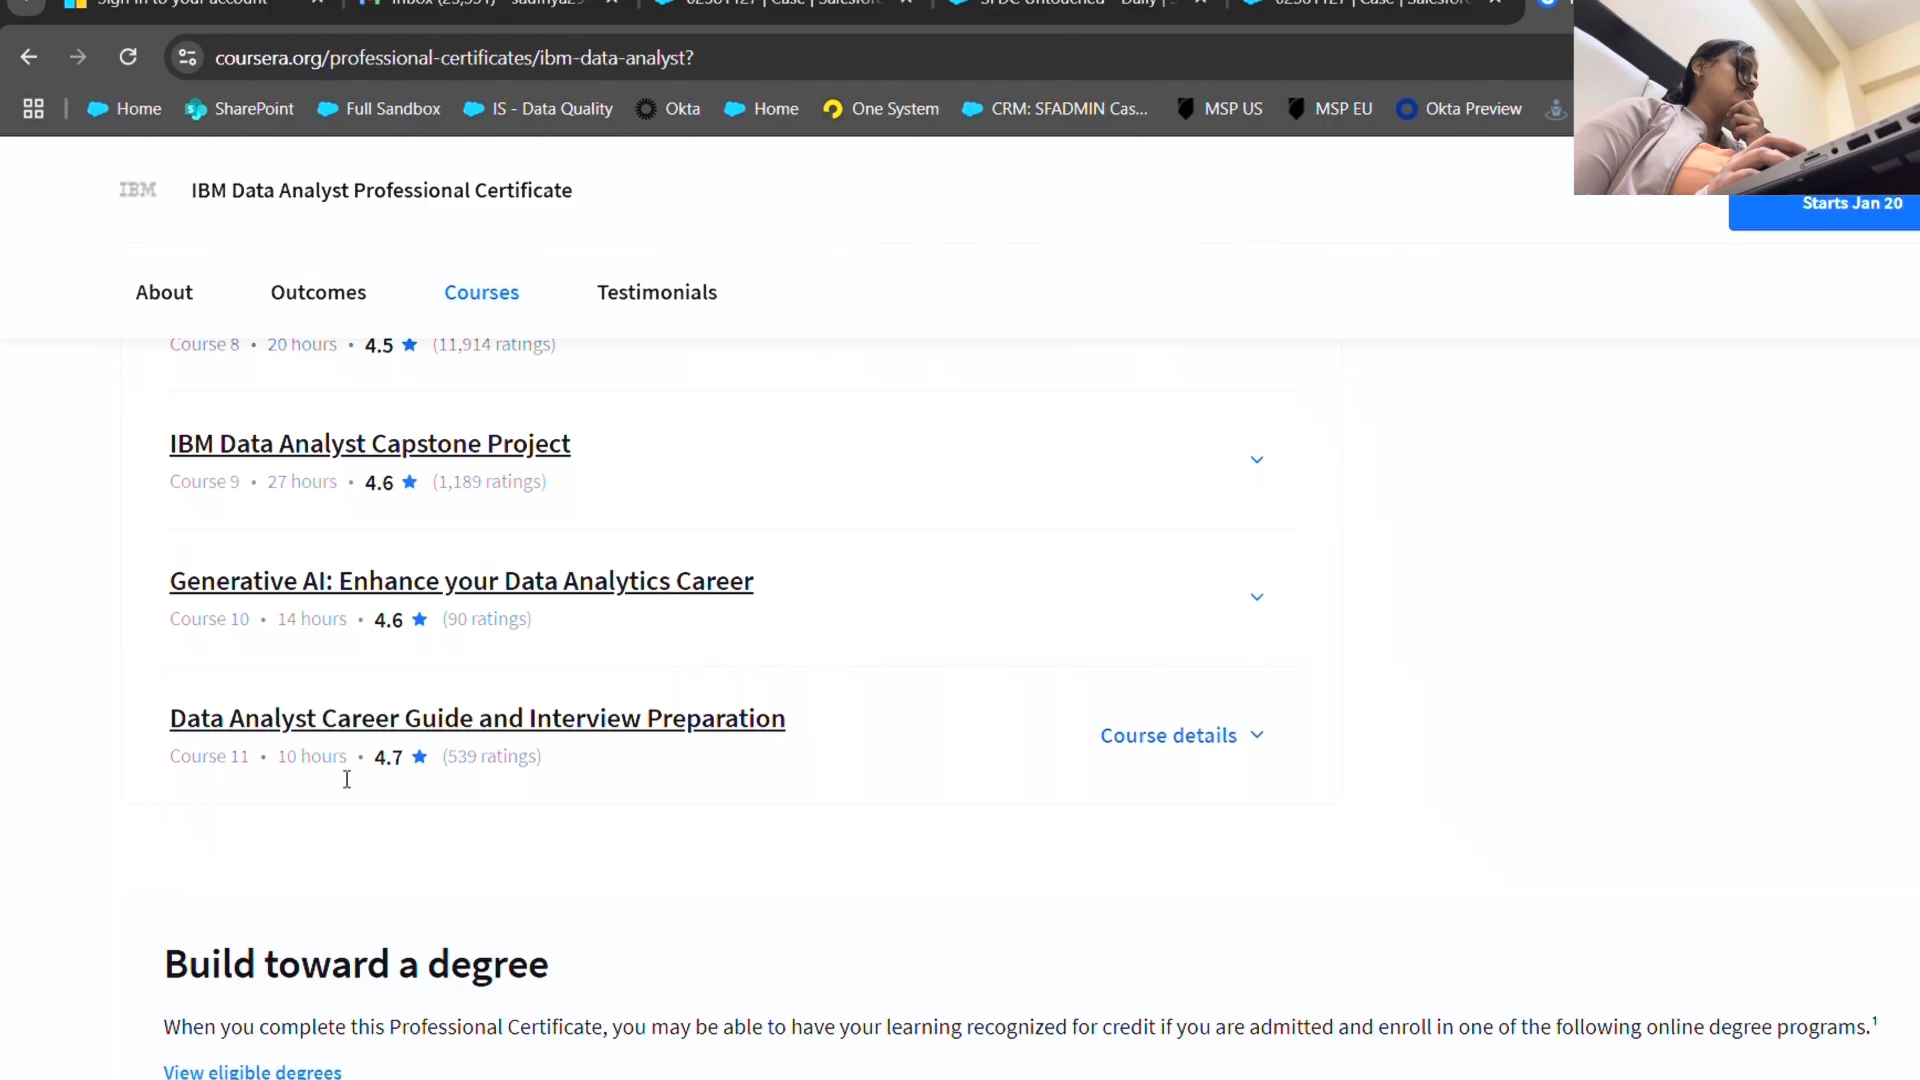 coursera.org/professional-certificates/ibm-data-analyst?
Home SharePoint Full Sandbox IS - Data Quality Okta Home One System CRM: SFADMIN Cas... MSP US MSP EU Okta Preview
IBM IBM Data Analyst Professional Certificate
Starts Jan 20
About Outcomes Courses Testimonials
Course 8 • 20 hours • 4.5 ★ (11,914 ratings)
IBM Data Analyst Capstone Project
Course 9 • 27 hours • 4.6 ★ (1,189 ratings)
Generative AI: Enhance your Data Analytics Career
Course 10 • 14 hours • 4.6 ★ (90 ratings)
Data Analyst Career Guide and Interview Preparation
Course details
Course 11 • 10 hours • 4.7 ★ (539 ratings)
Build toward a degree
When you complete this Professional Certificate, you may be able to have your learning recognized for credit if you are admitted and enroll in one of the following online degree programs.¹
View eligible degrees